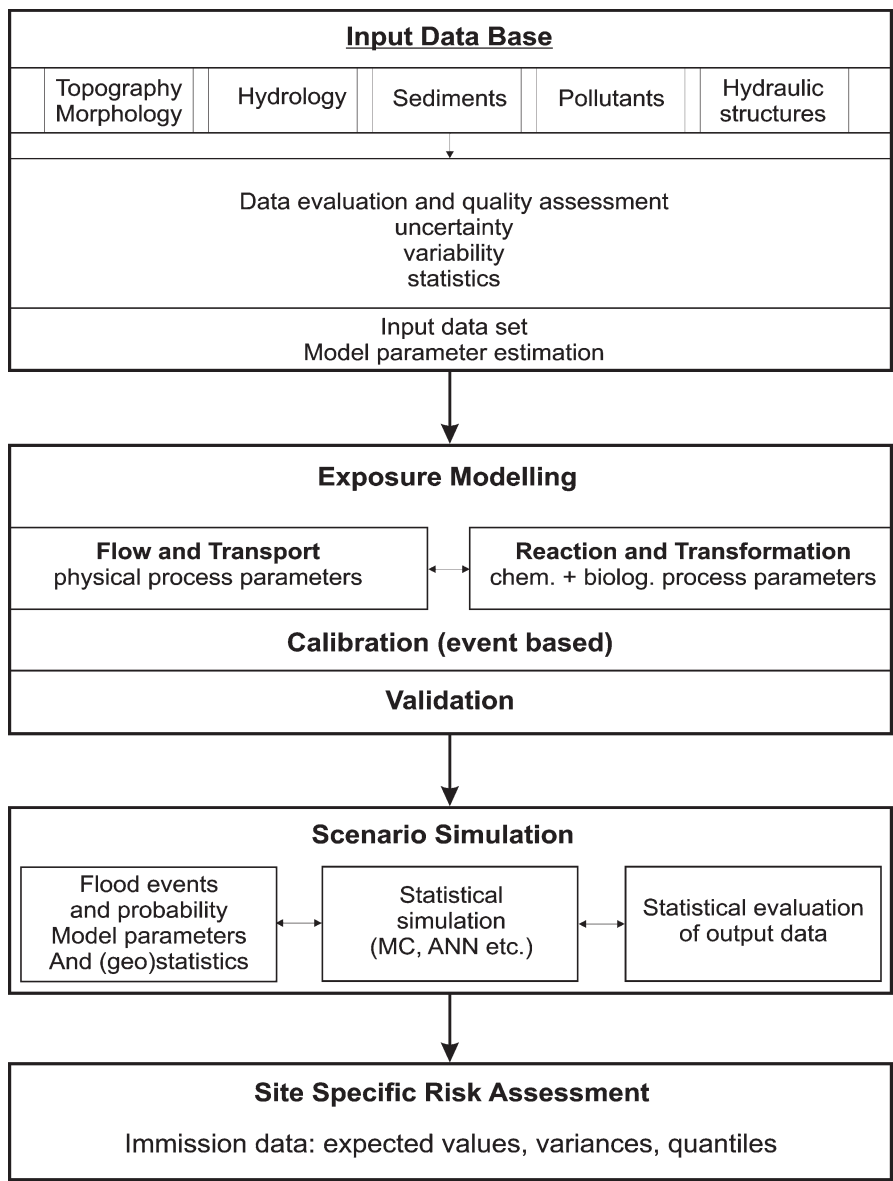 Input Data Base
Topography
Morphology
Hydrology
Sediments
Pollutants
Hydraulic
structures
Data evaluation and quality assessment
uncertainty
variability
statistics
Input data set
Model parameter estimation
Exposure Modelling
Flow and Transport
physical process parameters
Reaction and Transformation
chem. + biolog. process parameters
Calibration (event based)
Validation
Scenario Simulation
Flood events
and probability
Model parameters
And (geo)statistics
Statistical
simulation
(MC, ANN etc.)
Statistical evaluation
of output data
Site Specific Risk Assessment
Immission data: expected values, variances, quantiles